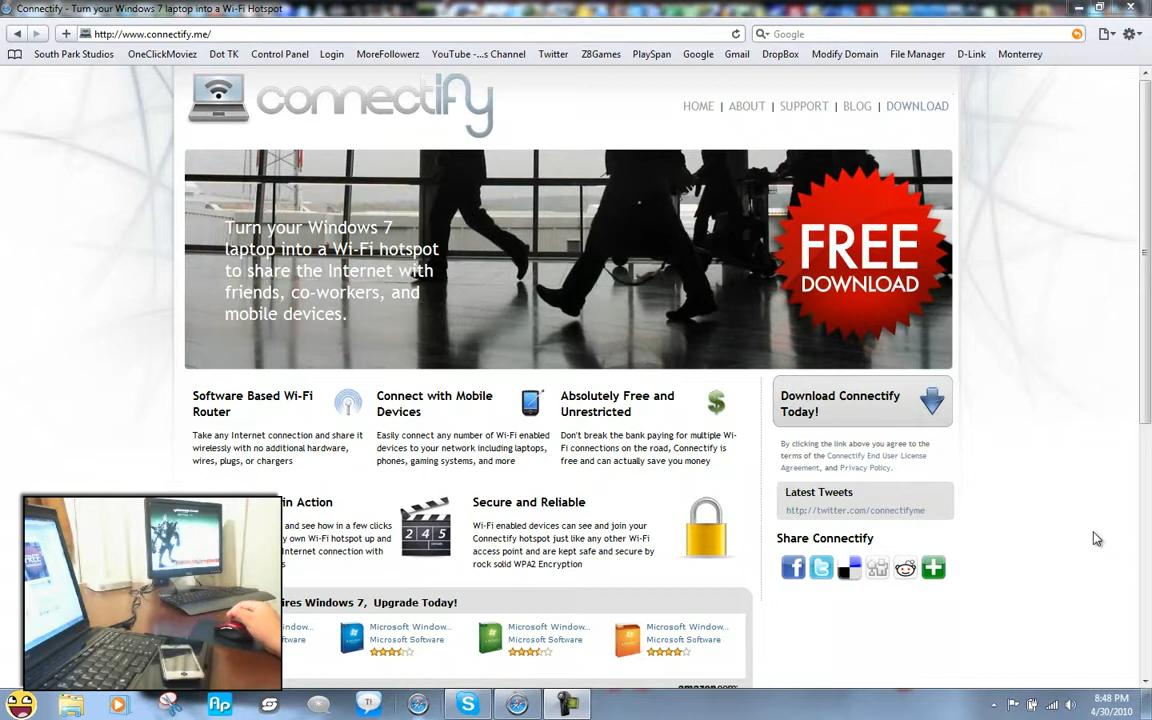 Connectify - Turn your Windows 7 laptop into a Wi-Fi Hotspot
http://www.connectify.me/
Google
South Park Studios OneClickMoviez Dot TK Control Panel Login MoreFollowerz YouTube -...s Channel Twitter Z8Games PlaySpan Google Gmail DropBox Modify Domain File Manager D-Link Monterrey
connectify
HOME | ABOUT | SUPPORT | BLOG | DOWNLOAD
Turn your Windows 7
laptop into a Wi-Fi hotspot
to share the Internet with
friends, co-workers, and
mobile devices.
FREE
DOWNLOAD
Software Based Wi-Fi
Router
Take any Internet connection and share it
wirelessly with no additional hardware,
wires, plugs, or chargers
Connect with Mobile
Devices
Easily connect any number of Wi-Fi enabled
devices to your network including laptops,
phones, gaming systems, and more
Absolutely Free and
Unrestricted
Don't break the bank paying for multiple Wi-
Fi connections on the road, Connectify is
free and can actually save you money
Download Connectify
Today!
By clicking the link above you agree to the
terms of the Connectify End User License
Agreement, and Privacy Policy.
Latest Tweets
http://twitter.com/connectifyme
Share Connectify
in Action
and see how in a few clicks
own Wi-Fi hotspot up and
Internet connection with
245
Secure and Reliable
Wi-Fi enabled devices can see and join your
Connectify hotspot just like any other Wi-Fi
access point and are kept safe and secure by
rock solid WPA2 Encryption
ires Windows 7, Upgrade Today!
indow...
oftware
Microsoft Window...
Microsoft Software
Microsoft Window...
Microsoft Software
Microsoft Window...
Microsoft Software
amazon.com
8:48 PM
4/30/2010